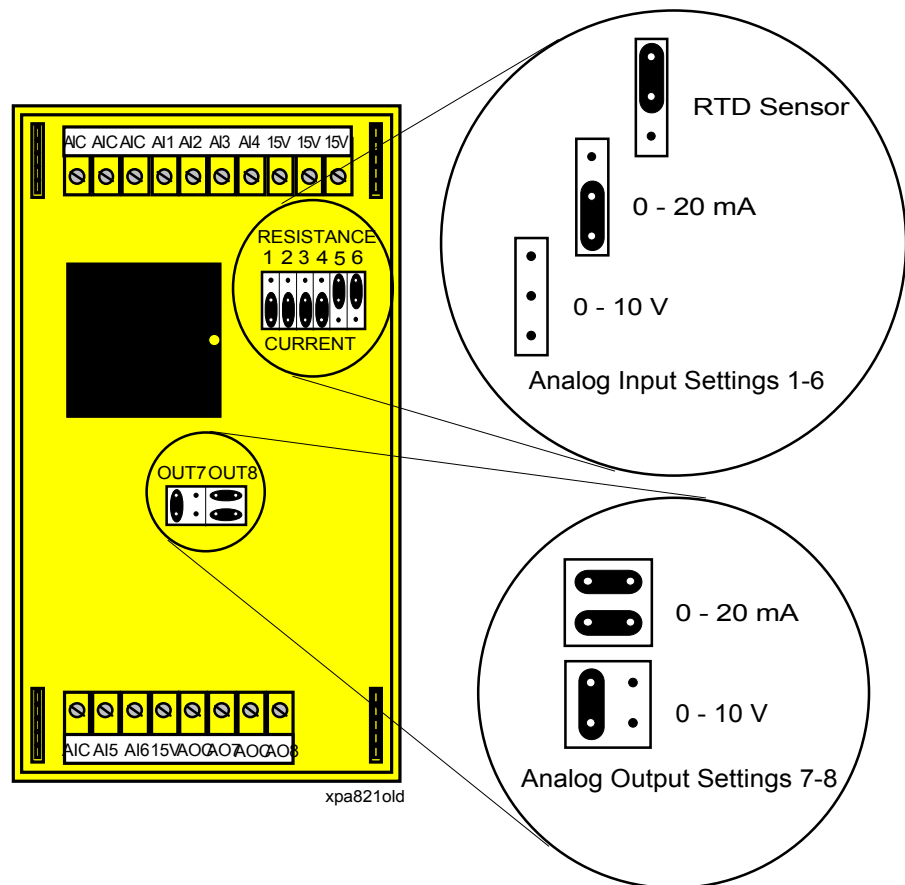 AIC AIC AIC AI1 AI2 AI3 AI4 15V 15V 15V
RESISTANCE
1 2 3 4 5 6
CURRENT
OUT7 OUT8
AIC AI5 AI6 15V AOC AO7 AOC AO8
xpa821old
RTD Sensor
0 - 20 mA
0 - 10 V
Analog Input Settings 1-6
0 - 20 mA
0 - 10 V
Analog Output Settings 7-8